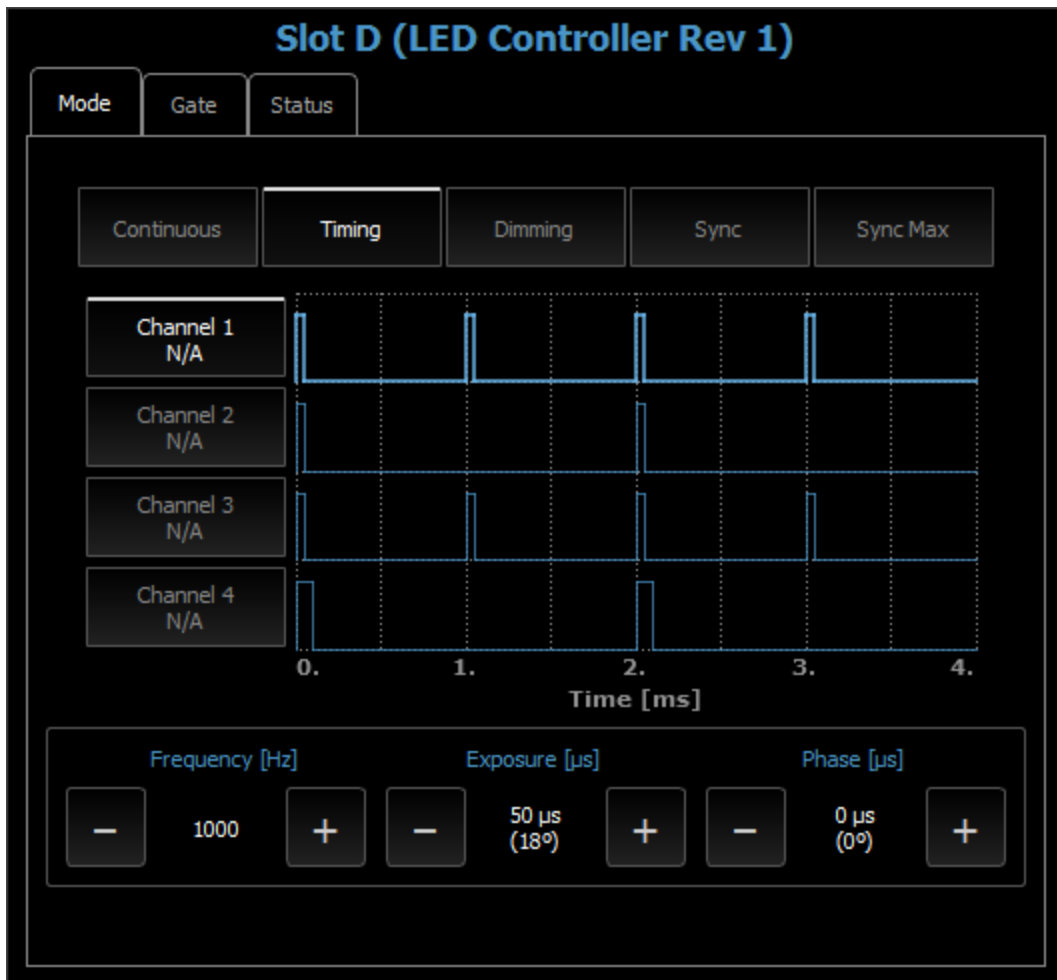 Slot D (LED Controller Rev 1)
Mode Gate Status
Continuous Timing Dimming Sync Sync Max
Channel 1
N/A
Channel 2
N/A
Channel 3
N/A
Channel 4
N/A
0. 1. 2. 3. 4.
Time [ms]
Frequency [Hz] Exposure [µs] Phase [µs]
− 1000 + − 50 µs + − 0 µs +
(18º) (0º)